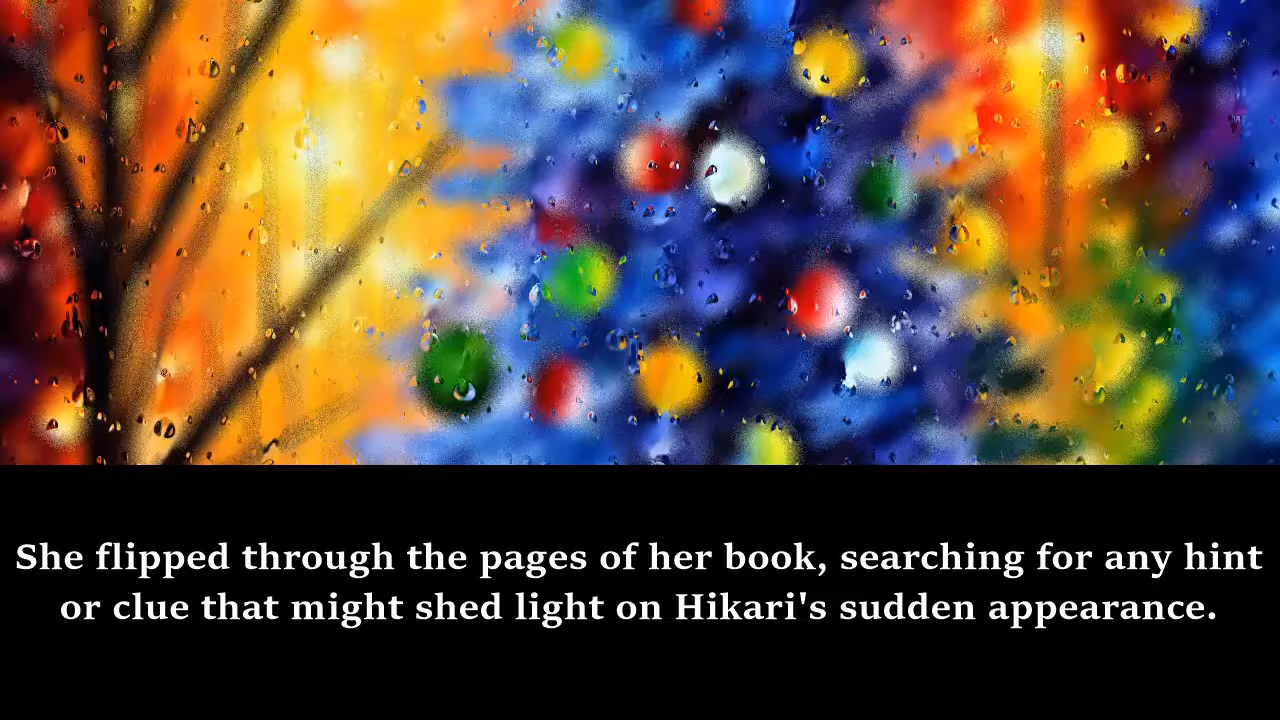 She flipped through the pages of her book, searching for any hint
or clue that might shed light on Hikari's sudden appearance.